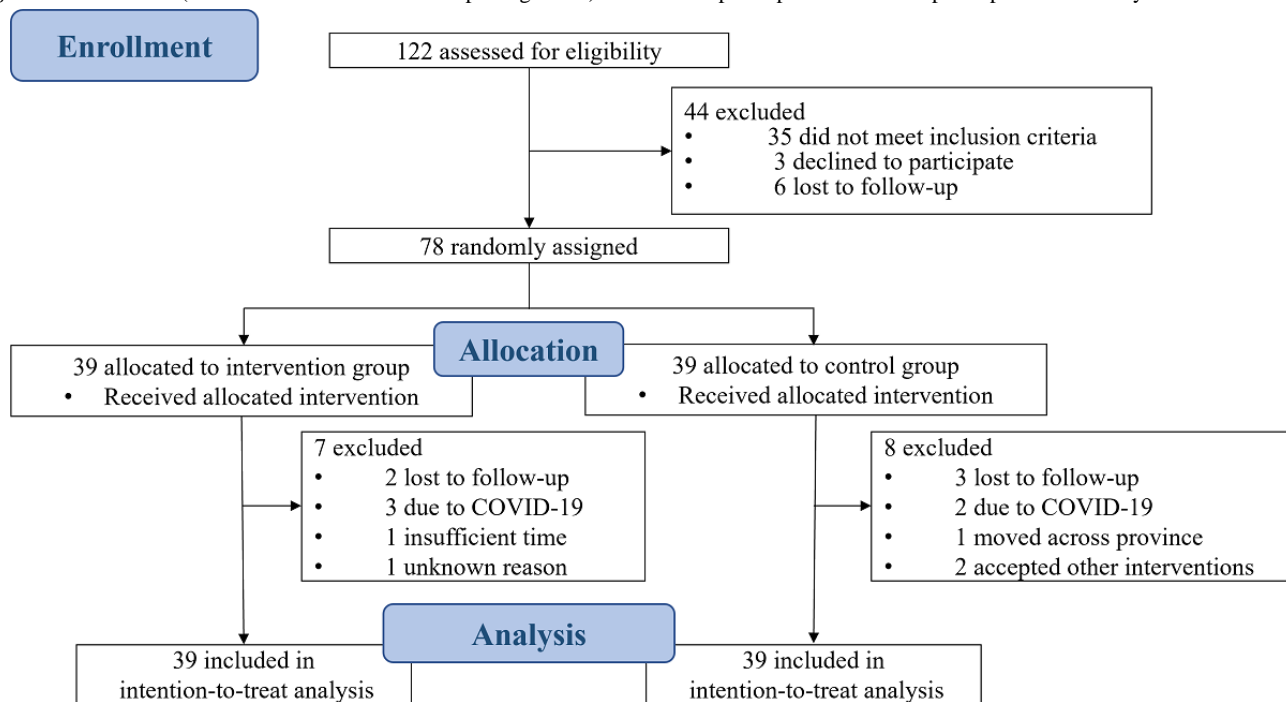 Enrollment
122 assessed for eligibility
44 excluded
• 35 did not meet inclusion criteria
• 3 declined to participate
• 6 lost to follow-up
78 randomly assigned
Allocation
39 allocated to intervention group
• Received allocated intervention
39 allocated to control group
• Received allocated intervention
7 excluded
• 2 lost to follow-up
• 3 due to COVID-19
• 1 insufficient time
• 1 unknown reason
8 excluded
• 3 lost to follow-up
• 2 due to COVID-19
• 1 moved across province
• 2 accepted other interventions
Analysis
39 included in
intention-to-treat analysis
39 included in
intention-to-treat analysis